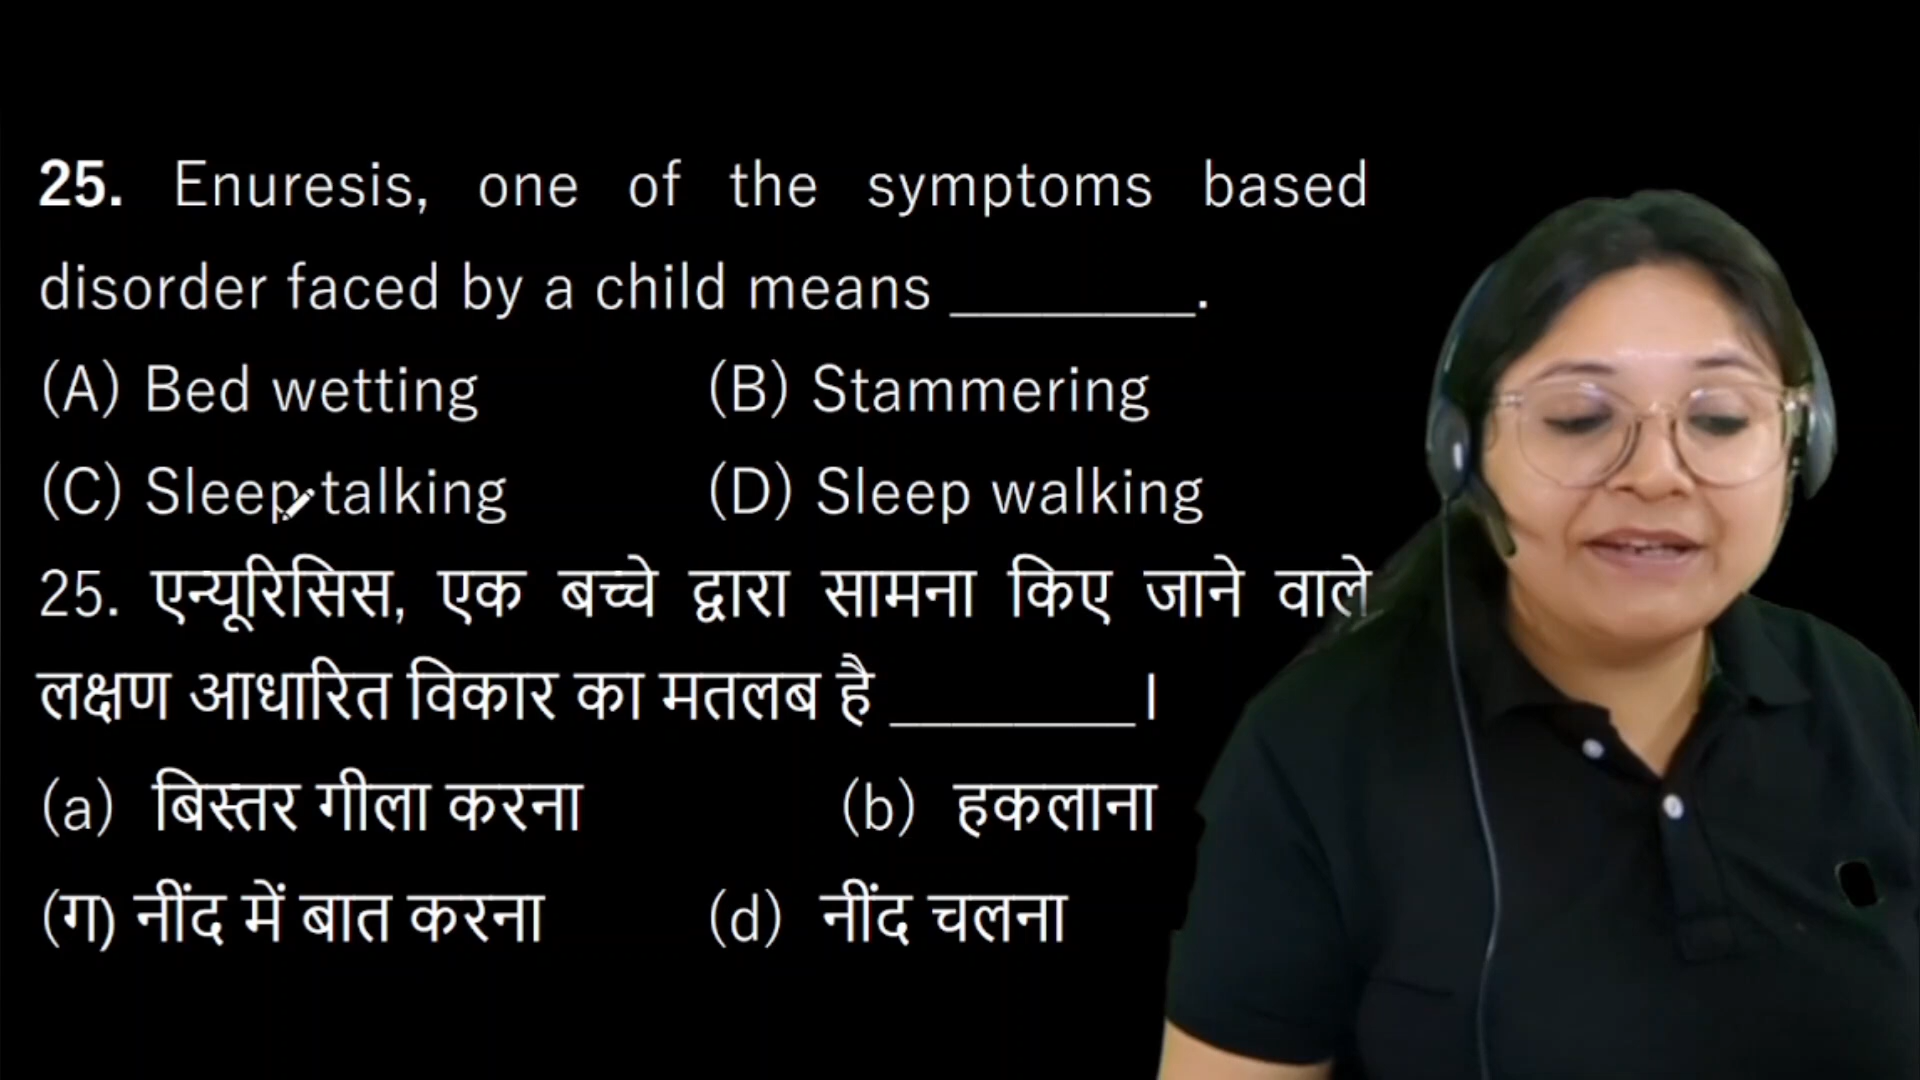 25. Enuresis, one of the symptoms based
disorder faced by a child means ________.
(A) Bed wetting (B) Stammering
(C) Sleep talking (D) Sleep walking
25. एन्यूरिसिस, एक बच्चे द्वारा सामना किए जाने वाले
लक्षण आधारित विकार का मतलब है ________।
(a) बिस्तर गीला करना (b) हकलाना
(ग) नींद में बात करना (d) नींद चलना